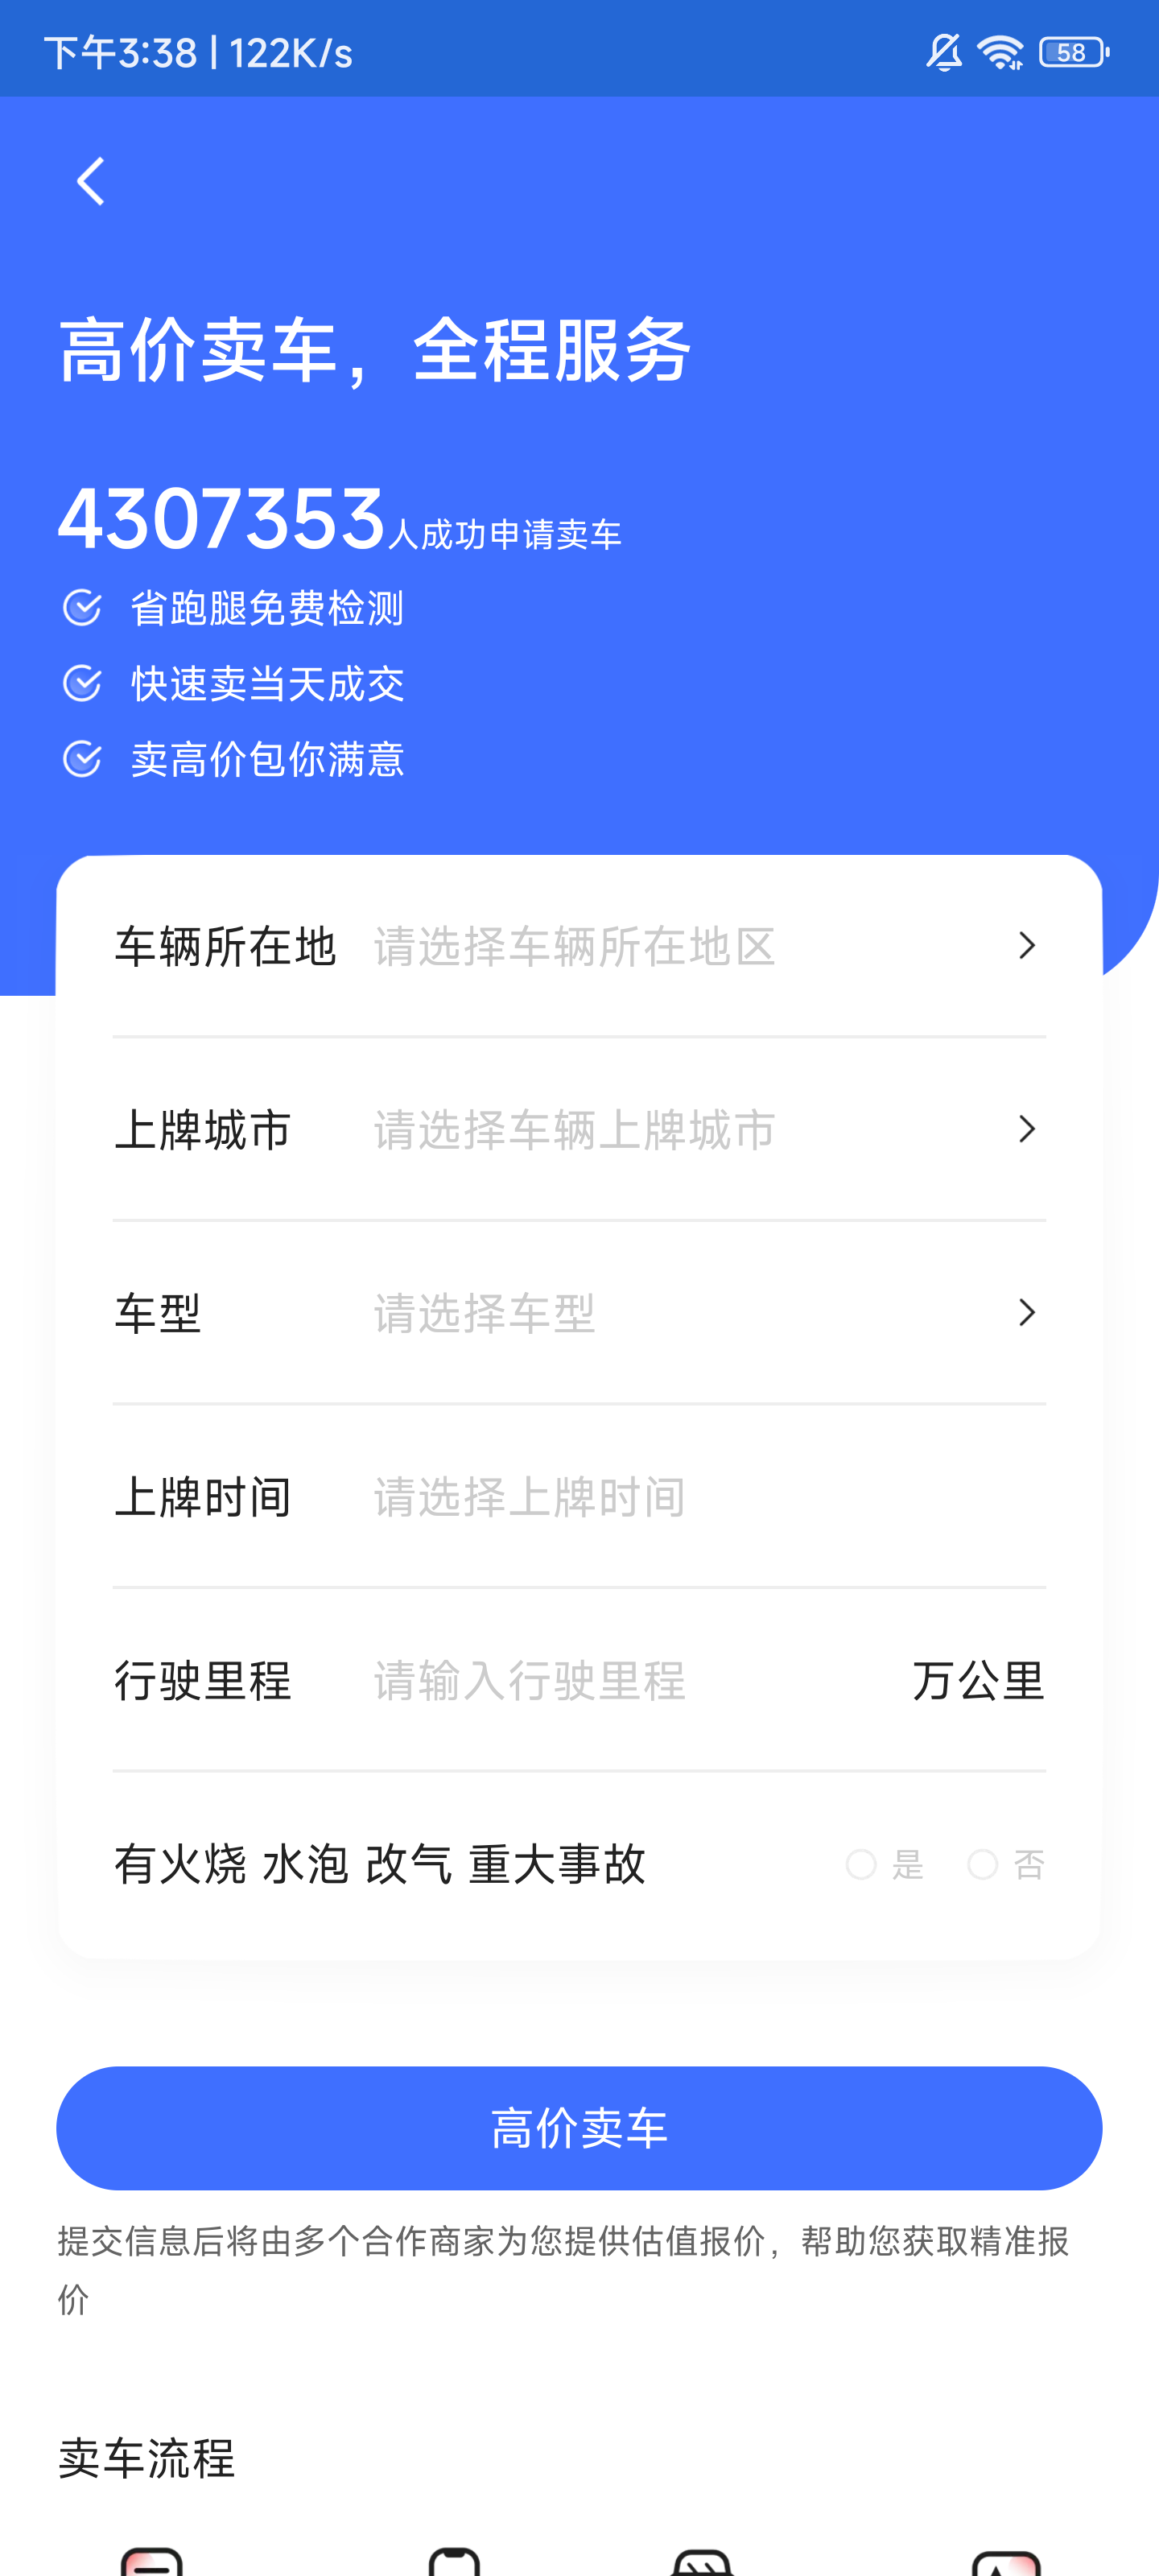 下午3:38 | 122K/s
58
高价卖车，全程服务
4307353人成功申请卖车
省跑腿免费检测
快速卖当天成交
卖高价包你满意
车辆所在地 请选择车辆所在地区
上牌城市 请选择车辆上牌城市
车型 请选择车型
上牌时间 请选择上牌时间
行驶里程 请输入行驶里程 万公里
有火烧 水泡 改气 重大事故 是 否
高价卖车
提交信息后将由多个合作商家为您提供估值报价，帮助您获取精准报
价
卖车流程